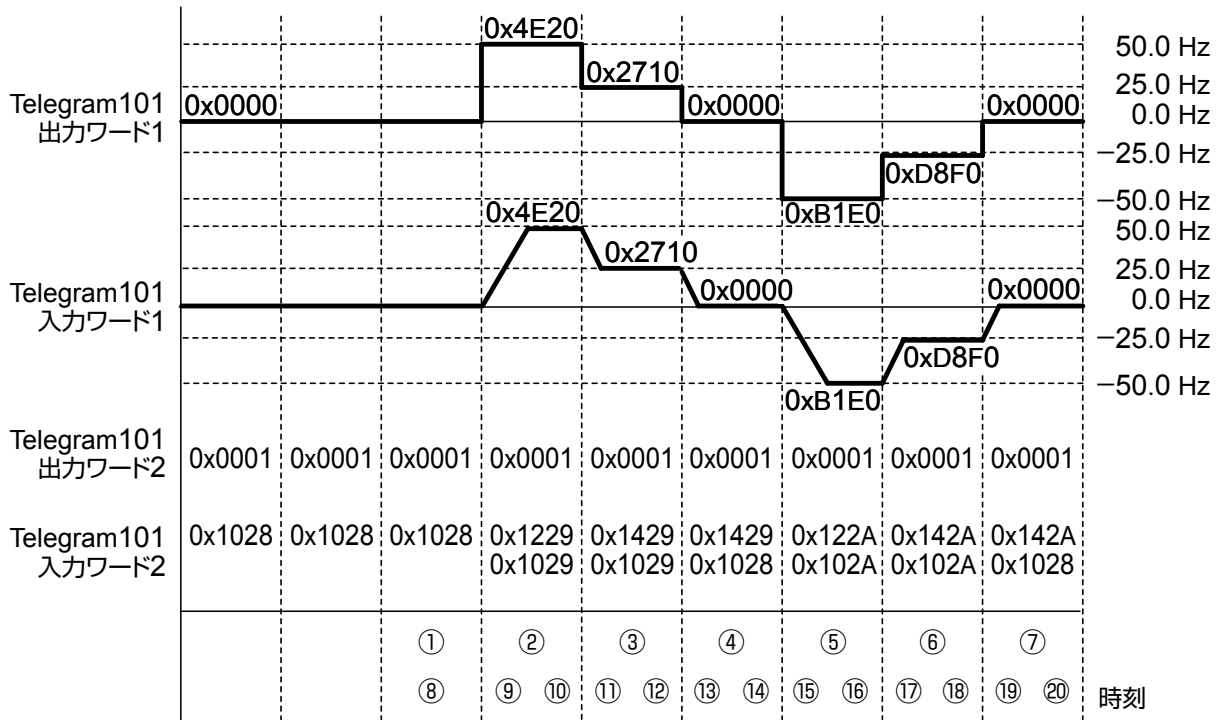 0x4E20
50.0 Hz
0x2710
25.0 Hz
Telegram101
出力ワード1
0x0000
0x0000
0x0000
0.0 Hz
−25.0 Hz
0xD8F0
−50.0 Hz
0xB1E0
0x4E20
50.0 Hz
0x2710
25.0 Hz
Telegram101
入力ワード1
0x0000
0x0000
0.0 Hz
−25.0 Hz
0xD8F0
−50.0 Hz
0xB1E0
Telegram101
出力ワード2
0x0001 0x0001 0x0001 0x0001 0x0001 0x0001 0x0001 0x0001 0x0001
Telegram101
入力ワード2
0x1028 0x1028 0x1028 0x1229 0x1429 0x1429 0x122A 0x142A 0x142A
0x1029 0x1029 0x1028 0x102A 0x102A 0x1028
① ② ③ ④ ⑤ ⑥ ⑦
⑧ ⑨ ⑩ ⑪ ⑫ ⑬ ⑭ ⑮ ⑯ ⑰ ⑱ ⑲ ⑳ 時刻